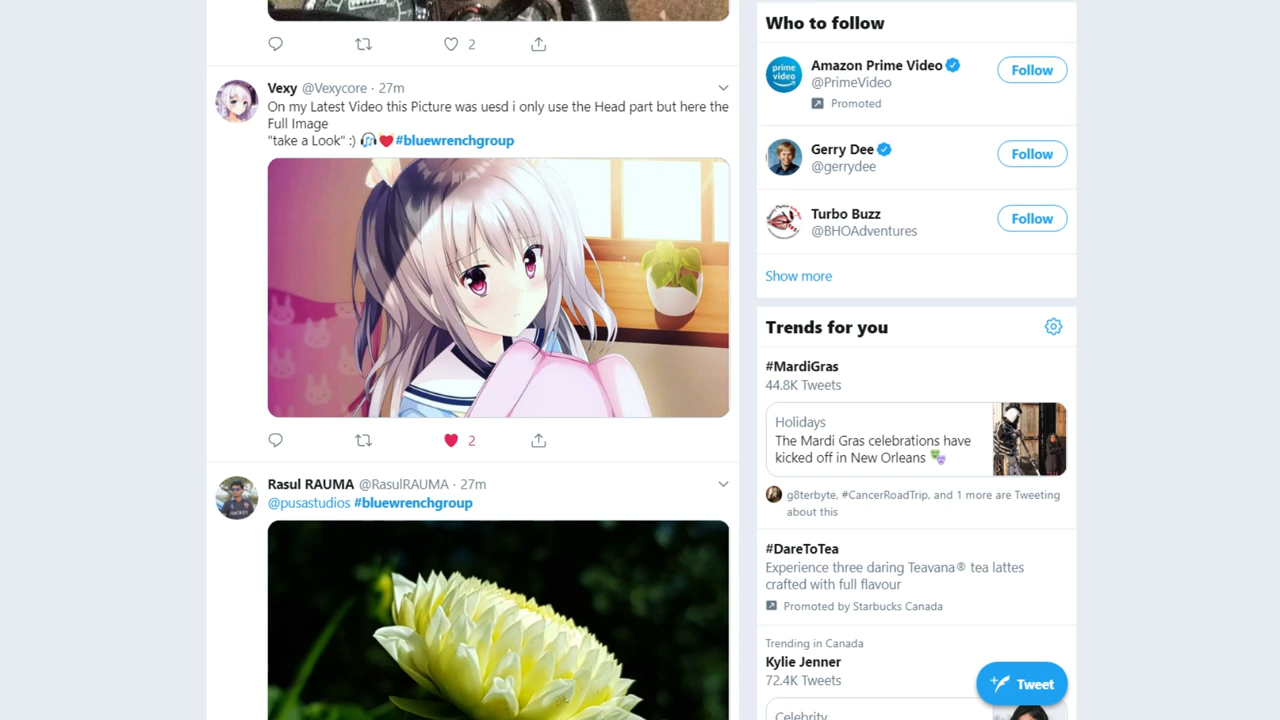 2
Vexy @Vexycore · 27m
On my Latest Video this Picture was uesd i only use the Head part but here the
Full Image
"take a Look" :) 🎧❤️#bluewrenchgroup
2
Rasul RAUMA @RasulRAUMA · 27m
@pusastudios #bluewrenchgroup
Who to follow
prime video
Amazon Prime Video
@PrimeVideo
Promoted
Follow
Gerry Dee
@gerrydee
Follow
Turbo Buzz
@BHOAdventures
Follow
Show more
Trends for you
#MardiGras
44.8K Tweets
Holidays
The Mardi Gras celebrations have
kicked off in New Orleans 🎭
g8terbyte, #CancerRoadTrip, and 1 more are Tweeting
about this
#DareToTea
Experience three daring Teavana® tea lattes
crafted with full flavour
Promoted by Starbucks Canada
Trending in Canada
Kylie Jenner
72.4K Tweets
Celebrity
Tweet